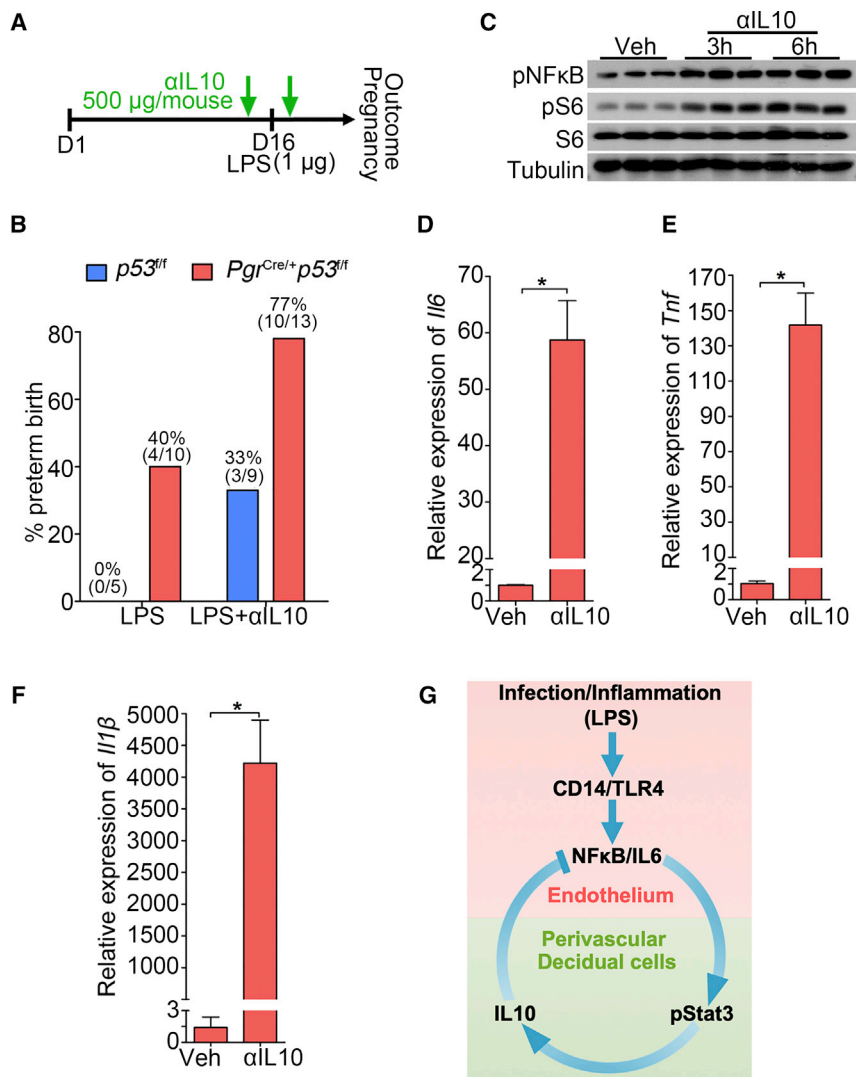 A
αIL10
500 µg/mouse
D1
D16
LPS(1 µg)
Outcome
Pregnancy
B
p53f/f
PgrCre/+p53f/f
% preterm birth
80
60
40
20
0
0%
(0/5)
40%
(4/10)
33%
(3/9)
77%
(10/13)
LPS
LPS+αIL10
C
αIL10
Veh
3h
6h
pNFκB
pS6
S6
Tubulin
D
Relative expression of Il6
70
60
50
40
30
20
2
0
*
Veh
αIL10
E
Relative expression of Tnf
170
150
130
110
90
70
50
30
10
2
0
*
Veh
αIL10
F
Relative expression of Il1β
5000
4500
4000
3500
3000
2500
2000
1500
1000
3
0
*
Veh
αIL10
G
Infection/Inflammation
(LPS)
CD14/TLR4
NFκB/IL6
Endothelium
Perivascular
Decidual cells
IL10
pStat3